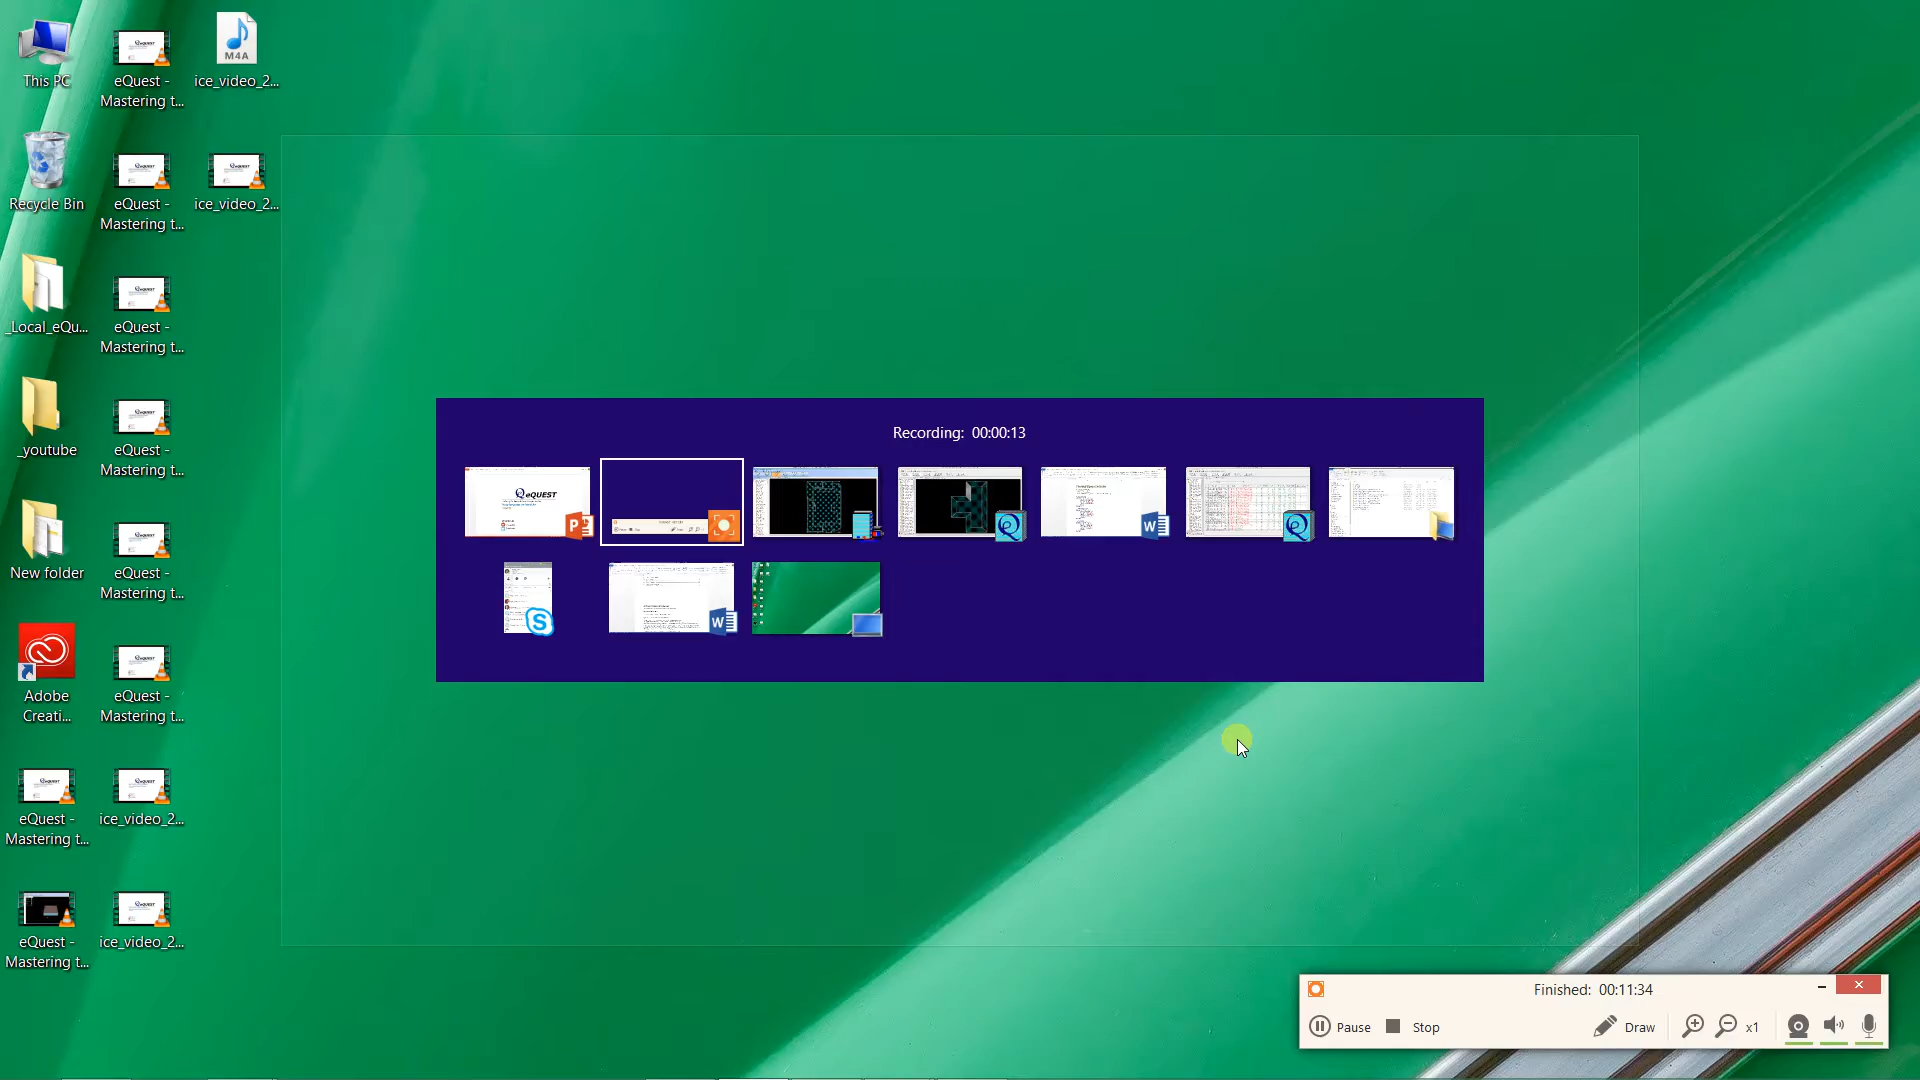 This PC
Recycle Bin
_Local_eQu...
_youtube
New folder
Adobe
Creati...
eQuest -
Mastering t...
eQuest -
Mastering t...
eQuest -
Mastering t...
eQuest -
Mastering t...
eQuest -
Mastering t...
eQuest -
Mastering t...
eQuest -
Mastering t...
eQuest -
Mastering t...
ice_video_2...
ice_video_2...
M4A
ice_video_2...
ice_video_2...
Recording: 00:00:13
eQUEST
Finished: 00:11:34
Pause
Stop
Draw
x1